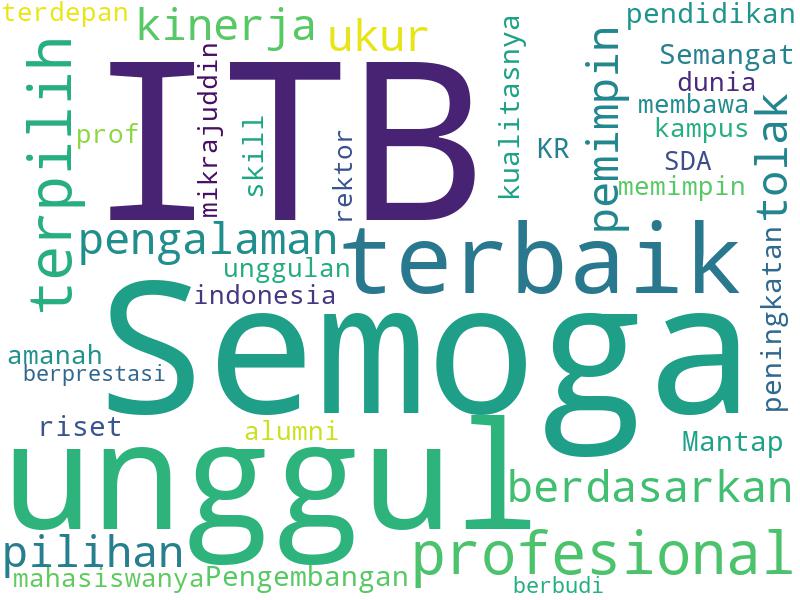 terdepan
kinerja
ukur
pendidikan
Semangat
dunia
membawa
kampus
SDA
memimpin
KR
kualitasnya
pemimpin
tolak
terpilih
prof
ITB
mikrajuddin
skill
rektor
pengalaman
terbaik
unggulan
indonesia
Semoga
peningkatan
amanah
berprestasi
riset
alumni
Mantap
unggul
berdasarkan
pilihan
profesional
mahasiswanya
Pengembangan
berbudi